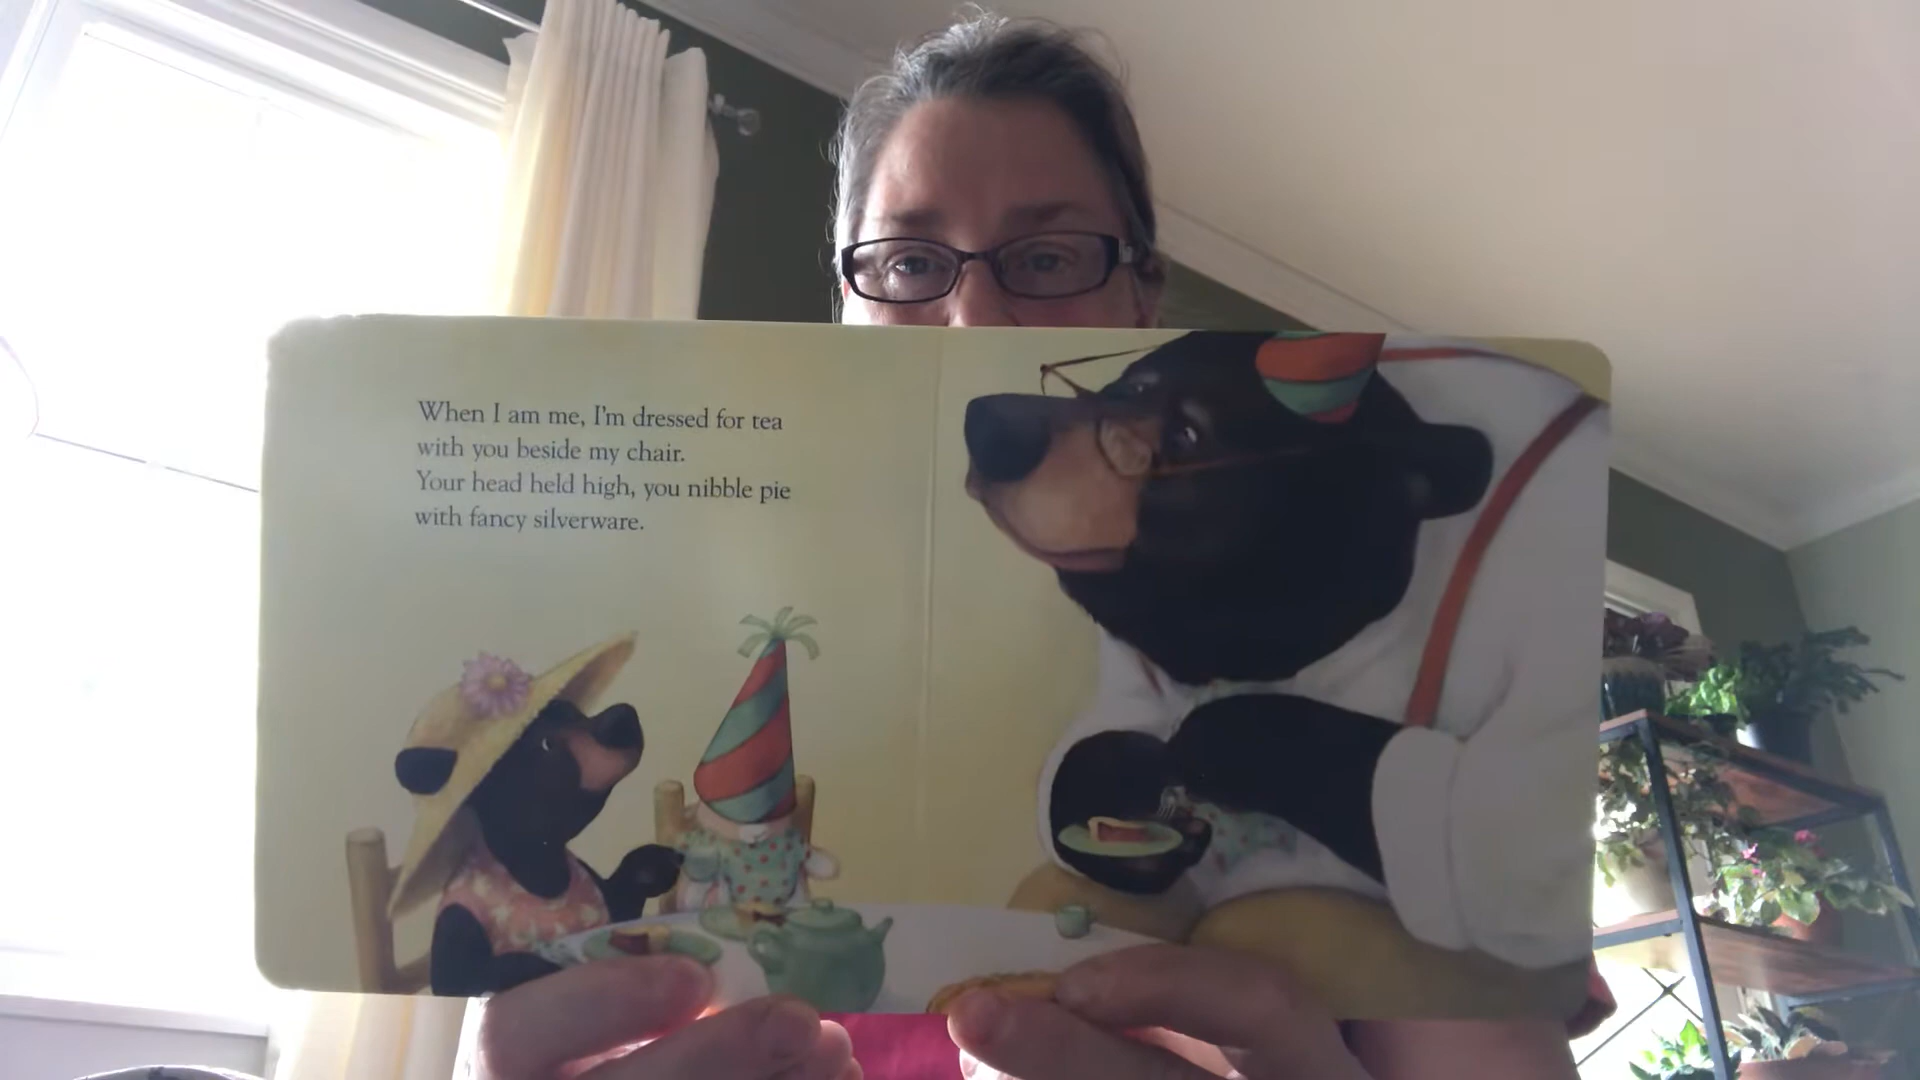 When I am me, I'm dressed for tea
with you beside my chair.
Your head held high, you nibble pie
with fancy silverware.